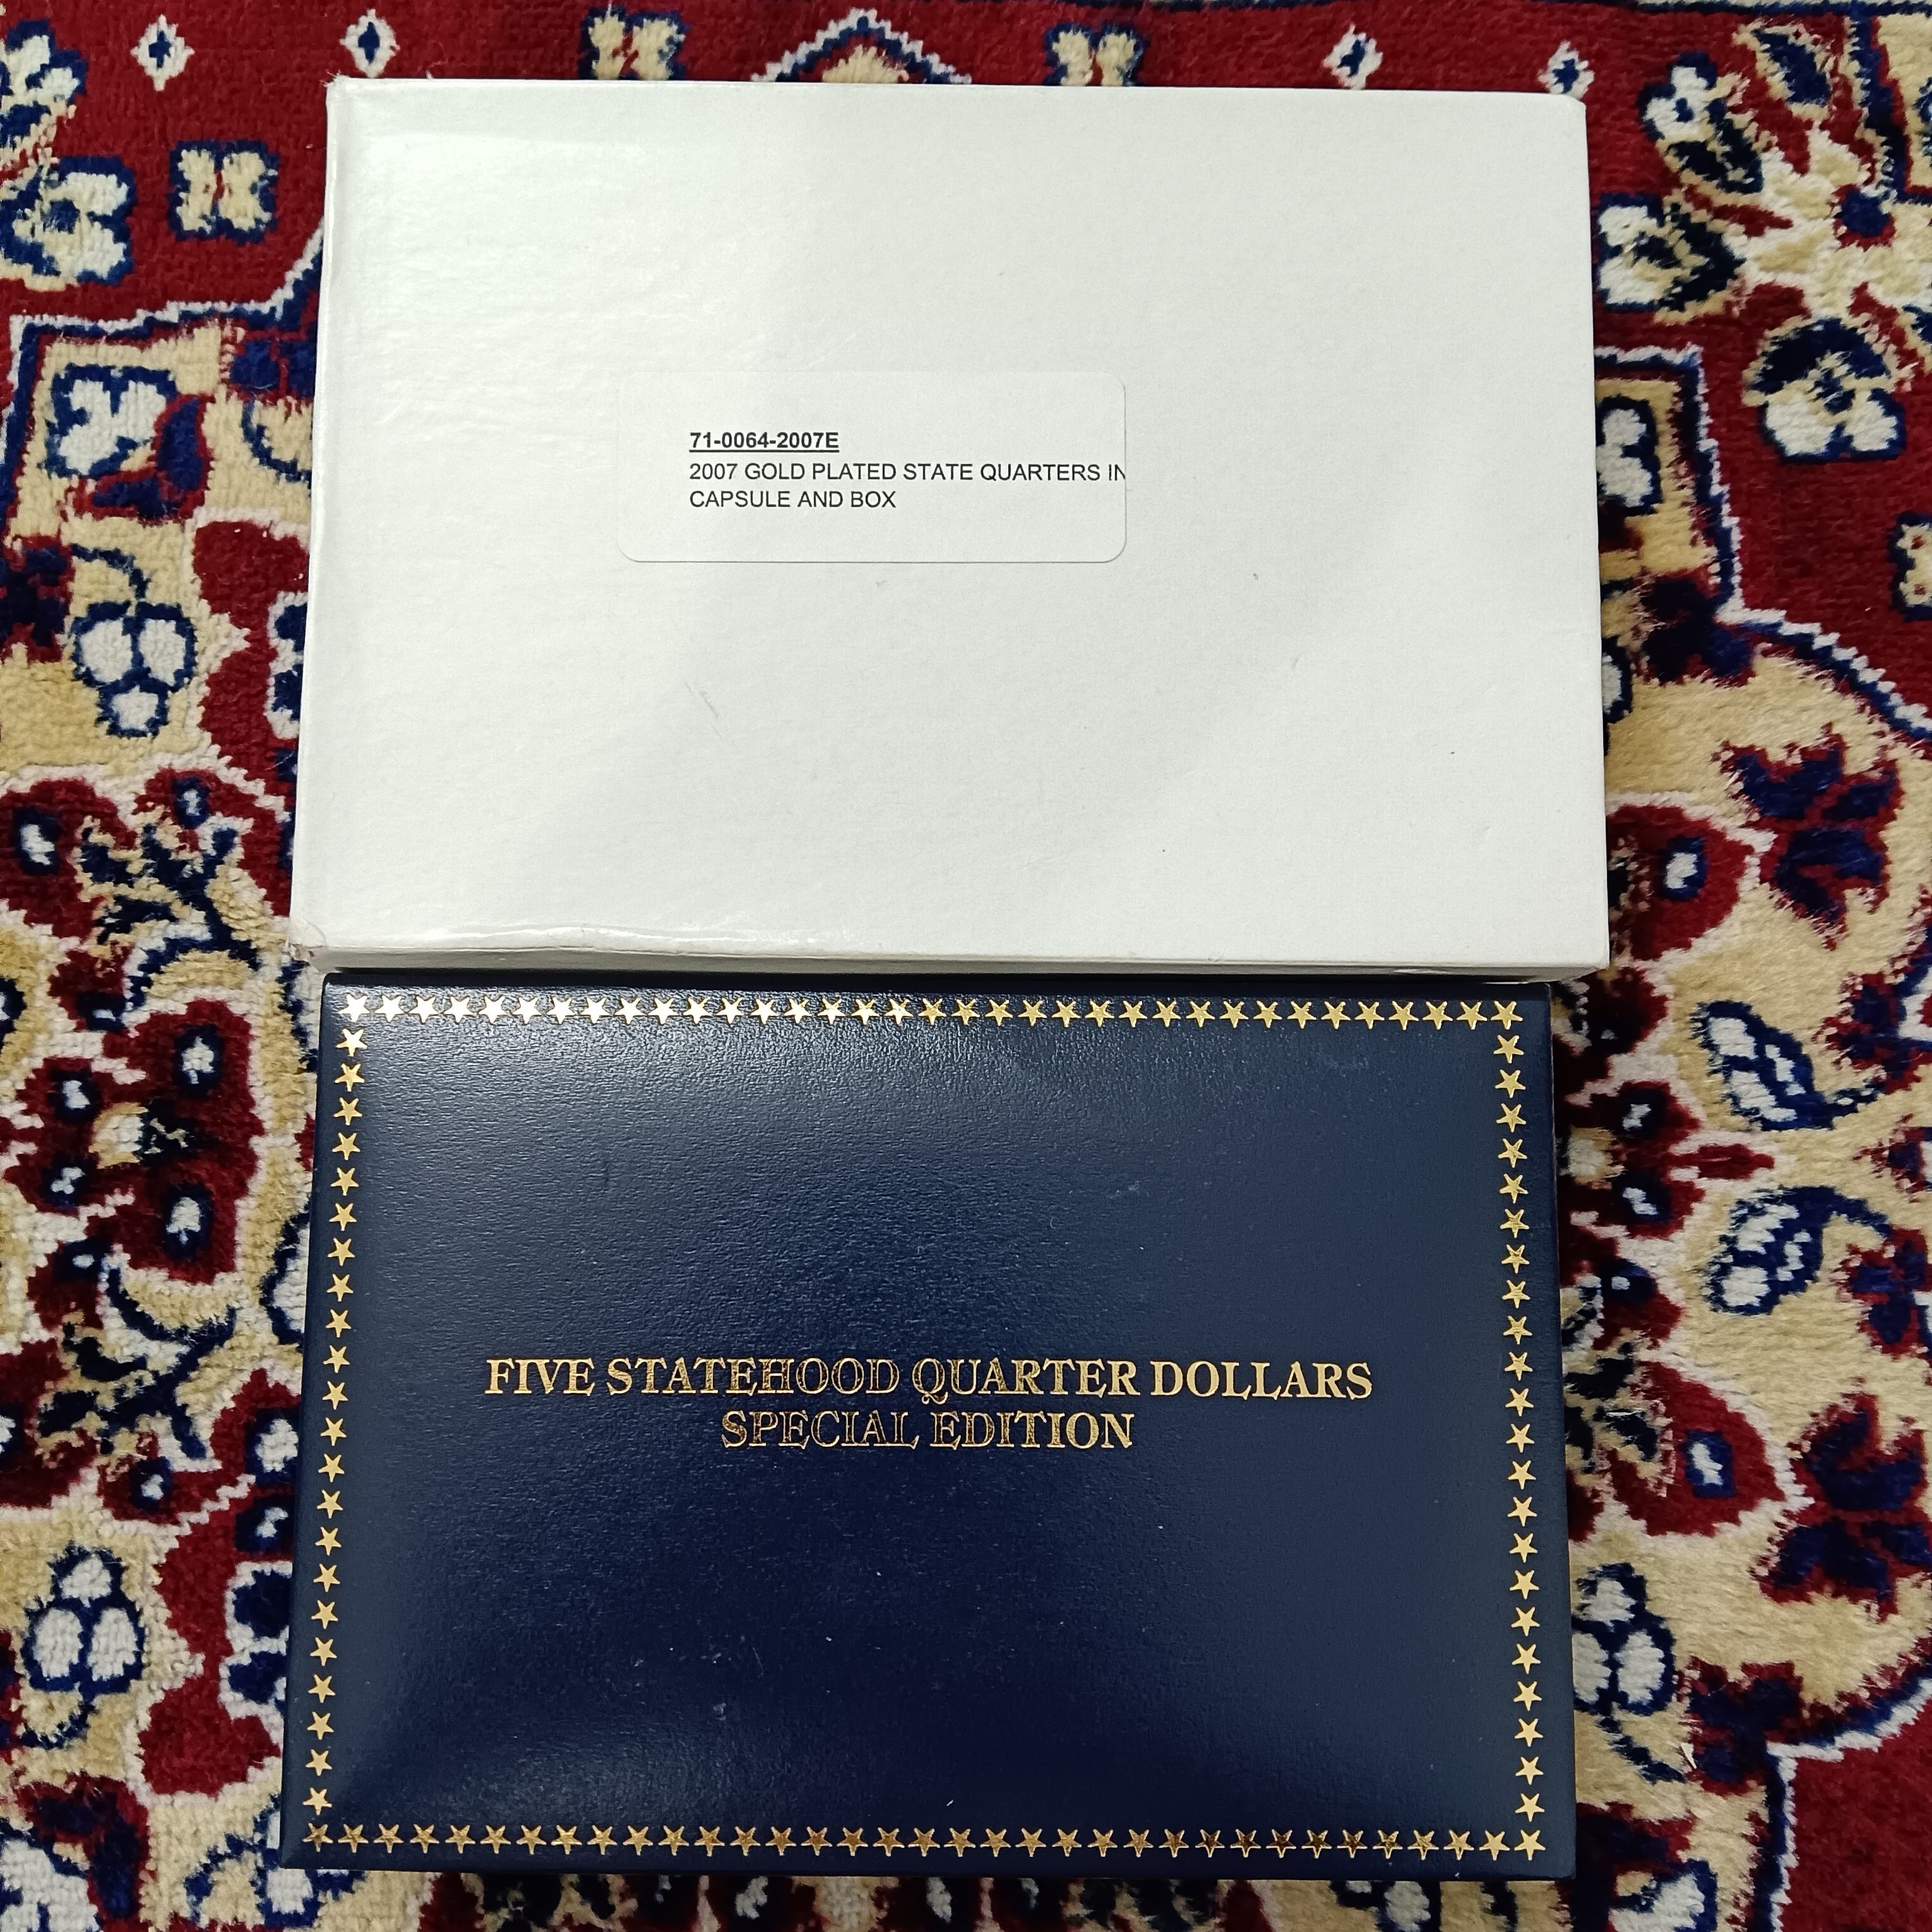 71-0064-2007E
2007 GOLD PLATED STATE QUARTERS IN
CAPSULE AND BOX
FIVE STATEHOOD QUARTER DOLLARS
SPECIAL EDITION